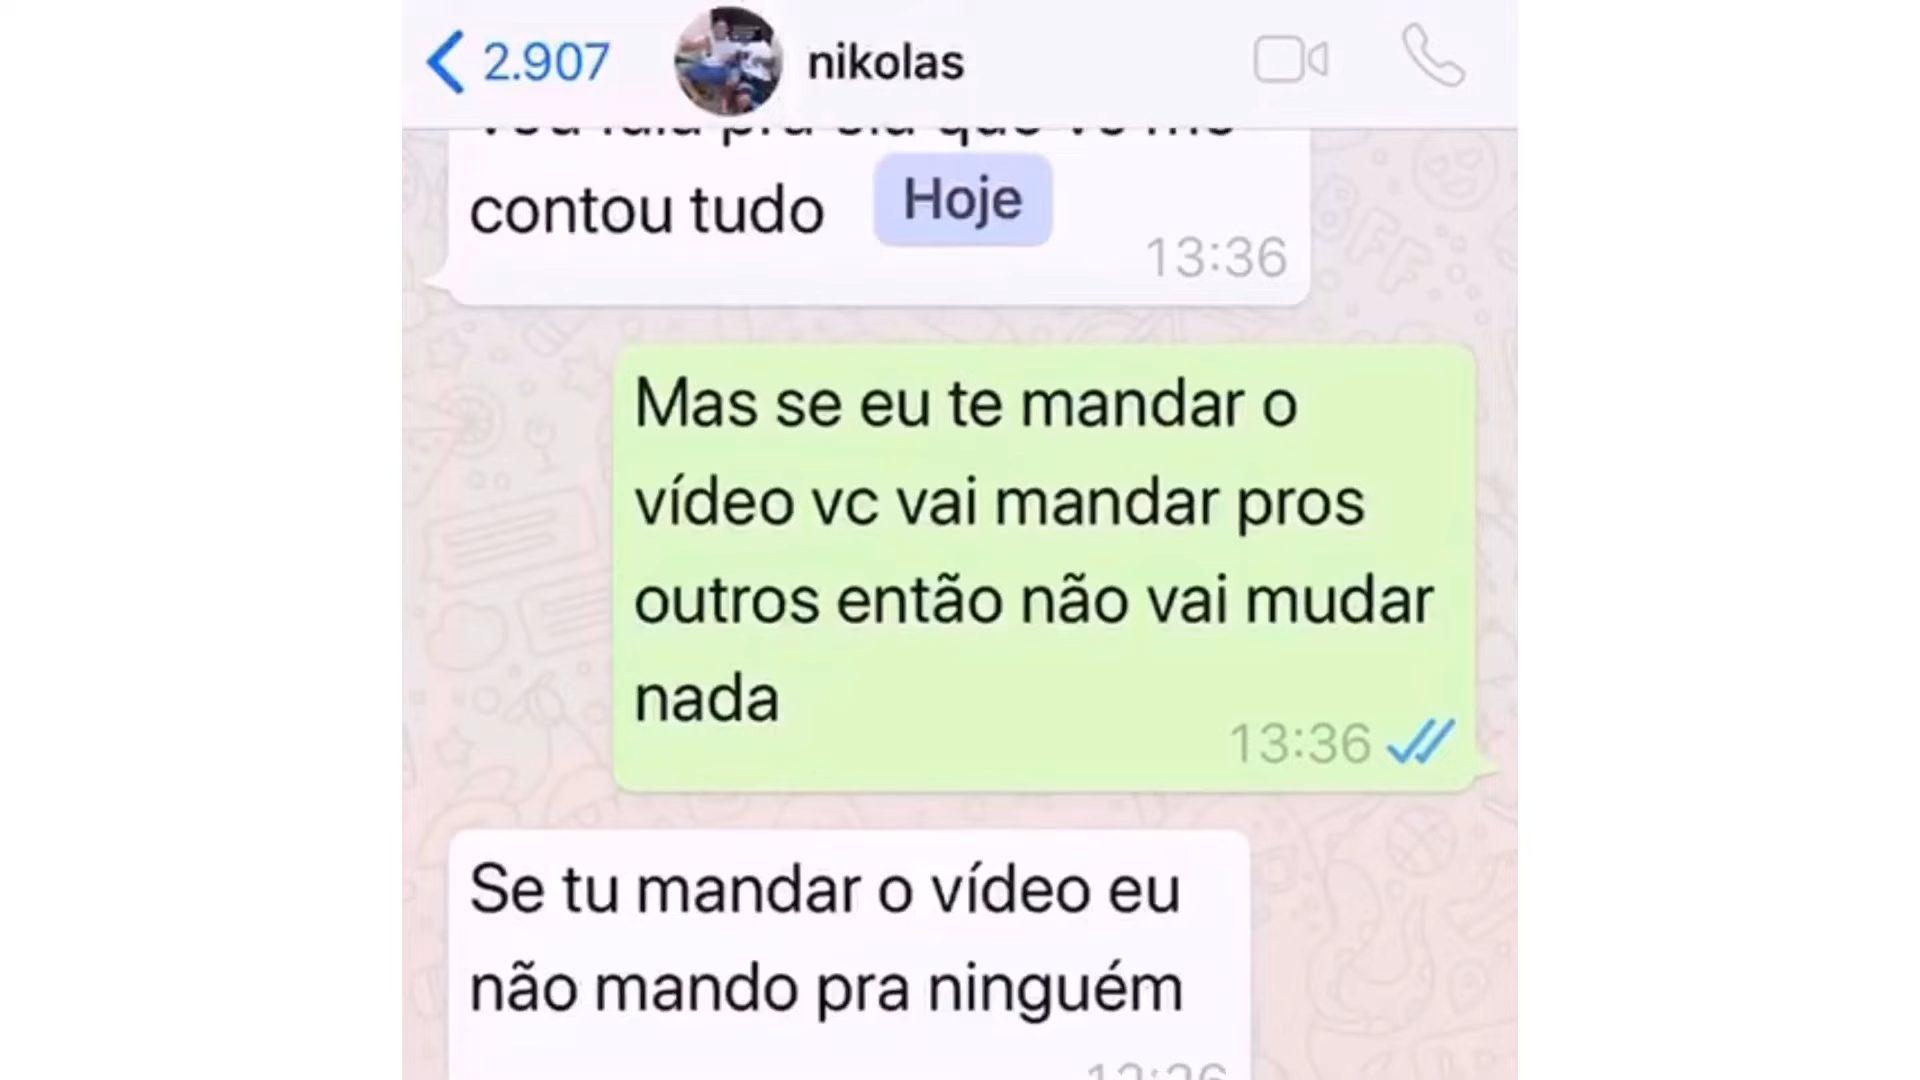 2.907
nikolas
contou tudo
Hoje
13:36
Mas se eu te mandar o
vídeo vc vai mandar pros
outros então não vai mudar
nada
13:36
Se tu mandar o vídeo eu
não mando pra ninguém